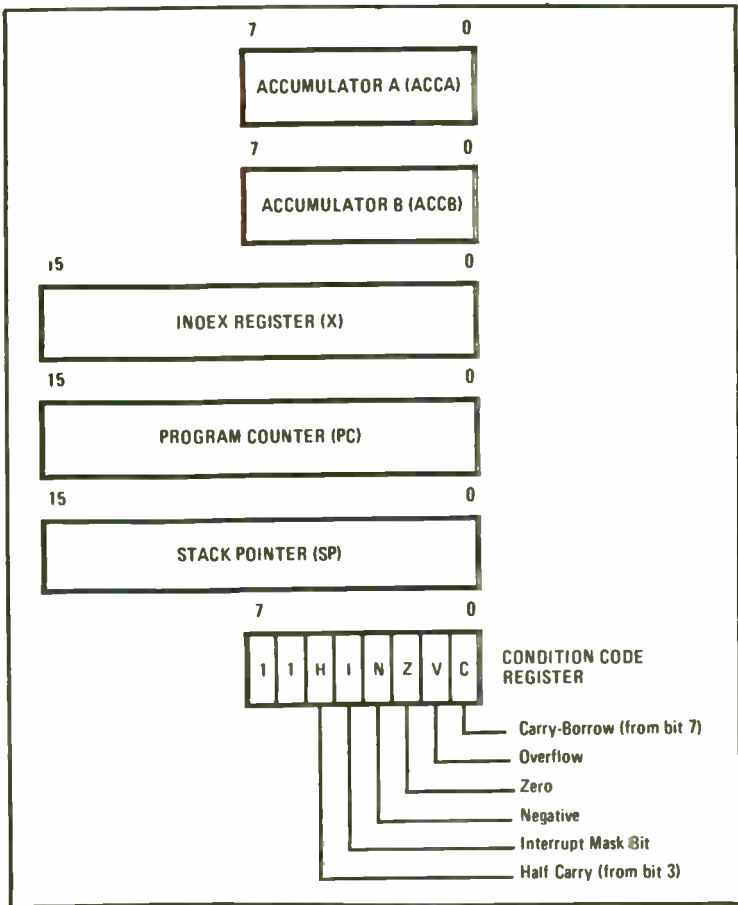 7 0
ACCUMULATOR A (ACCA)
7 0
ACCUMULATOR B (ACCB)
15 0
INOEX REGISTER (X)
15 0
PROGRAM COUNTER (PC)
15 0
STACK POINTER (SP)
7 0
1 1 H I N Z V C
CONDITION CODE
REGISTER
Carry-Borrow (from bit 7)
Overflow
Zero
Negative
Interrupt Mask Bit
Half Carry (from bit 3)